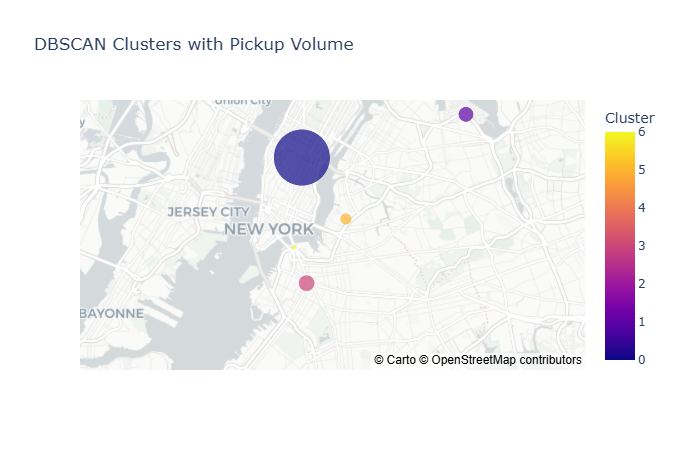 DBSCAN Clusters with Pickup Volume
Union City
y
JERSEY CITY
NEW YORK
BAYONNE
© Carto © OpenStreetMap contributors
Cluster
6
5
4
3
2
1
0